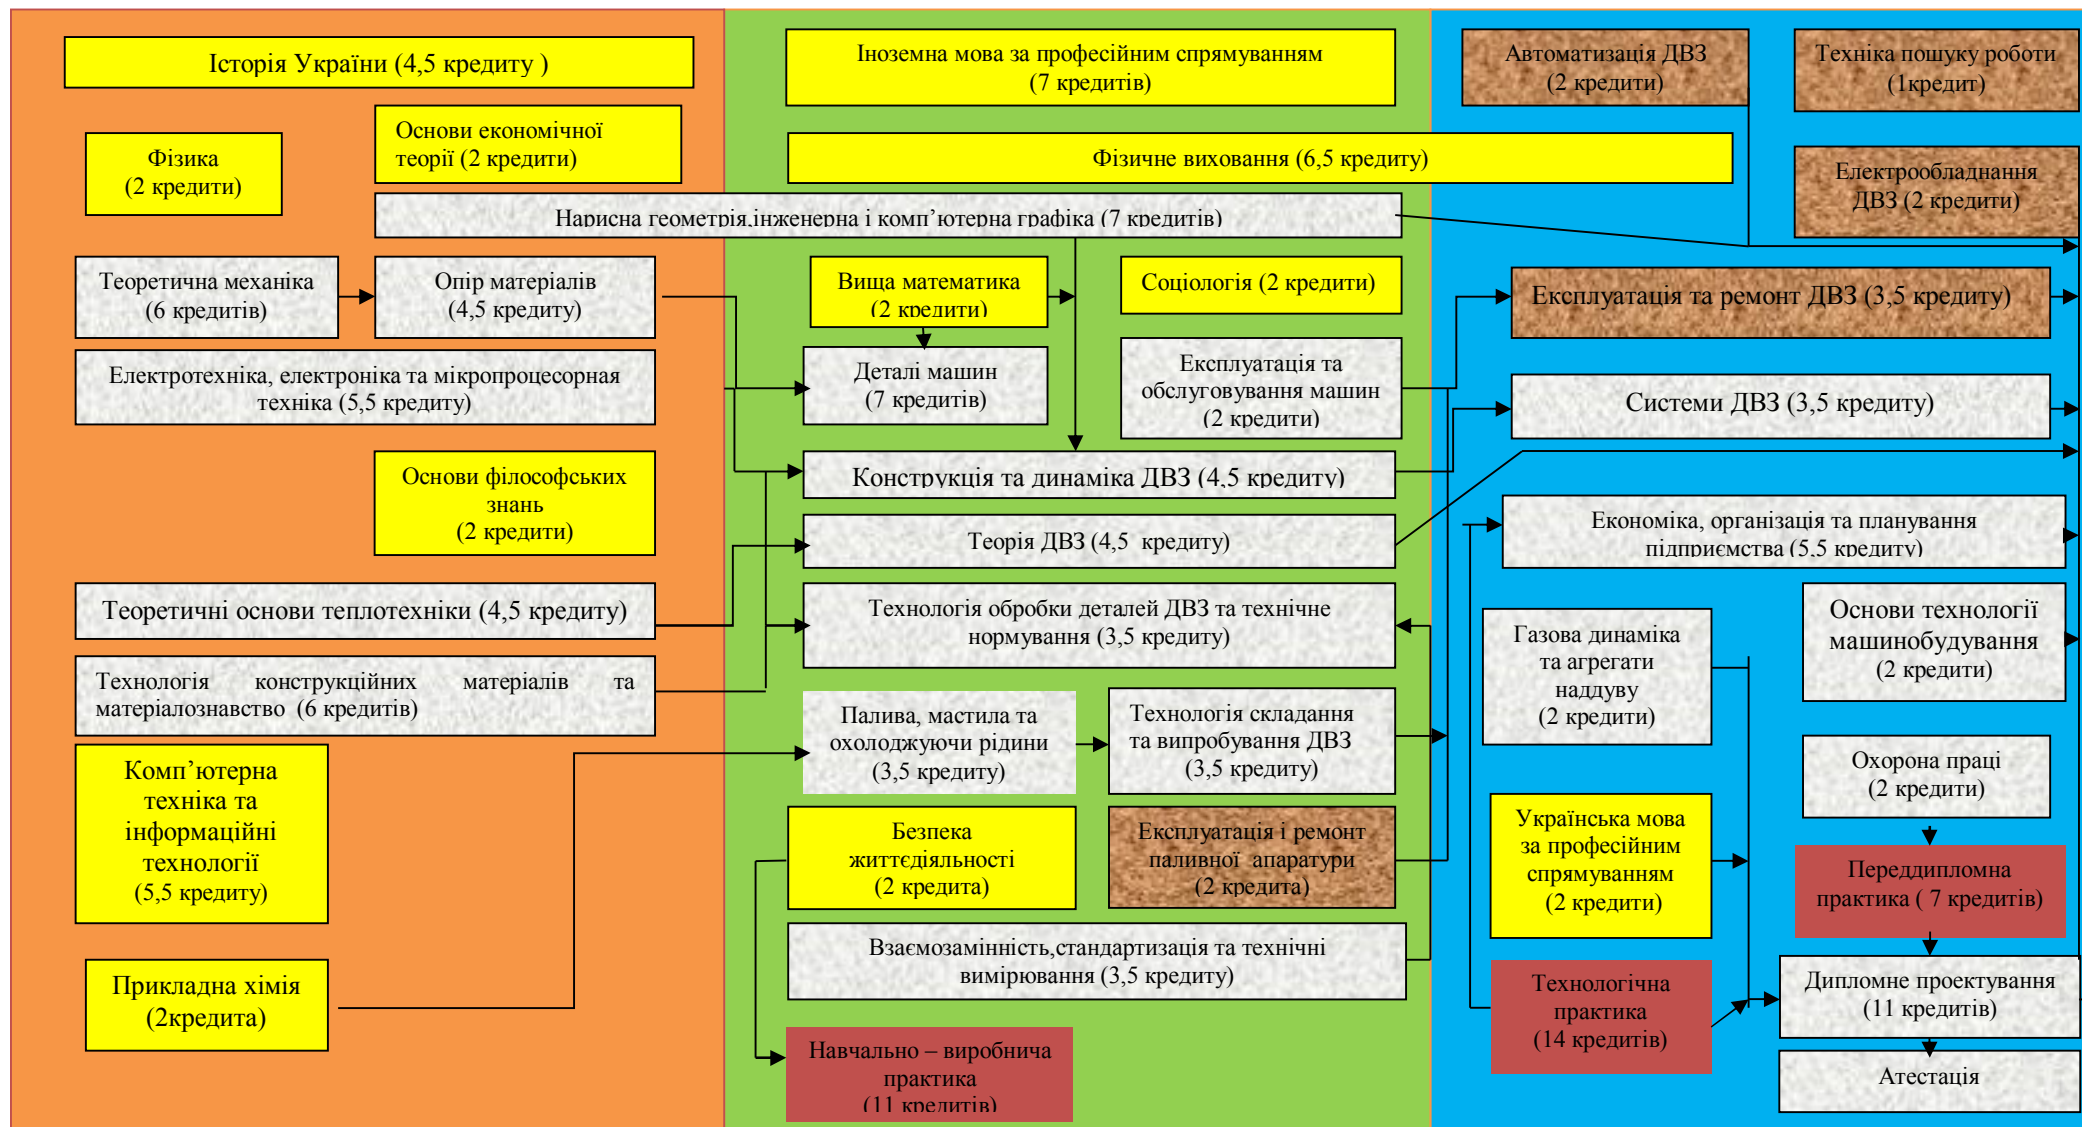 Історія України (4,5 кредиту )
Фізика
(2 кредити)
Основи економічної
теорії (2 кредити)
Нарисна геометрія,інженерна і комп’ютерна графіка (7 кредитів)
Теоретична механіка
(6 кредитів)
Опір матеріалів
(4,5 кредиту)
Електротехніка, електроніка та мікропроцесорная
техніка (5,5 кредиту)
Основи філософських
знань
(2 кредити)
Теоретичні основи теплотехніки (4,5 кредиту)
Технологія конструкційних матеріалів та
матеріалознавство (6 кредитів)
Комп’ютерна
техніка та
інформаційні
технології
(5,5 кредиту)
Прикладна хімія
(2кредита)
Іноземна мова за професійним спрямуванням
(7 кредитів)
Фізичне виховання (6,5 кредиту)
Вища математика
(2 кредити)
Соціологія (2 кредити)
Деталі машин
(7 кредитів)
Експлуатація та
обслуговування машин
(2 кредити)
Конструкція та динаміка ДВЗ (4,5 кредиту)
Теорія ДВЗ (4,5 кредиту)
Технологія обробки деталей ДВЗ та технічне
нормування (3,5 кредиту)
Палива, мастила та
охолоджуючи рідини
(3,5 кредиту)
Технологія складання
та випробування ДВЗ
(3,5 кредиту)
Безпека
життєдіяльності
(2 кредита)
Експлуатація і ремонт
паливної апаратури
(2 кредита)
Взаємозамінність,стандартизація та технічні
вимірювання (3,5 кредиту)
Навчально – виробнича
практика
(11 кредитів)
Автоматизація ДВЗ
(2 кредити)
Техніка пошуку роботи
(1кредит)
Електрообладнання
ДВЗ (2 кредити)
Експлуатація та ремонт ДВЗ (3,5 кредиту)
Системи ДВЗ (3,5 кредиту)
Економіка, організація та планування
підприємства (5,5 кредиту)
Газова динаміка
та агрегати
наддуву
(2 кредити)
Основи технології
машинобудування
(2 кредити)
Охорона праці
(2 кредити)
Українська мова
за професійним
спрямуванням
(2 кредити)
Переддипломна
практика ( 7 кредитів)
Технологічна
практика
(14 кредитів)
Дипломне проектування
(11 кредитів)
Атестація